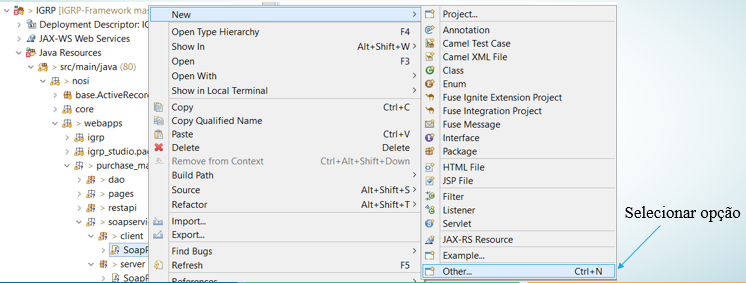 > IGRP [IGRP-Framework mas
> Deployment Descriptor: IG
> JAX-WS Web Services
Java Resources
> src/main/java (80)
> nosi
> base.ActiveRecor
> core
> webapps
> igrp
> igrp_studio.pa
> purchase_ma
> dao
> pages
> restapi
> soapservi
> client
> SoapR
> server
> SoapR
New
Open Type Hierarchy F4
Show In Alt+Shift+W
Open F3
Open With
Show in Local Terminal
Copy Ctrl+C
Copy Qualified Name
Paste Ctrl+V
Delete Delete
Remove from Context Ctrl+Alt+Shift+Down
Build Path
Source Alt+Shift+S
Refactor Alt+Shift+T
Import...
Export...
Find Bugs
Refresh F5
References
Project...
Annotation
Camel Test Case
Camel XML File
Class
Enum
Fuse Ignite Extension Project
Fuse Integration Project
Fuse Message
Interface
Package
HTML File
JSP File
Filter
Listener
Servlet
JAX-RS Resource
Example...
Other... Ctrl+N
Selecionar opção